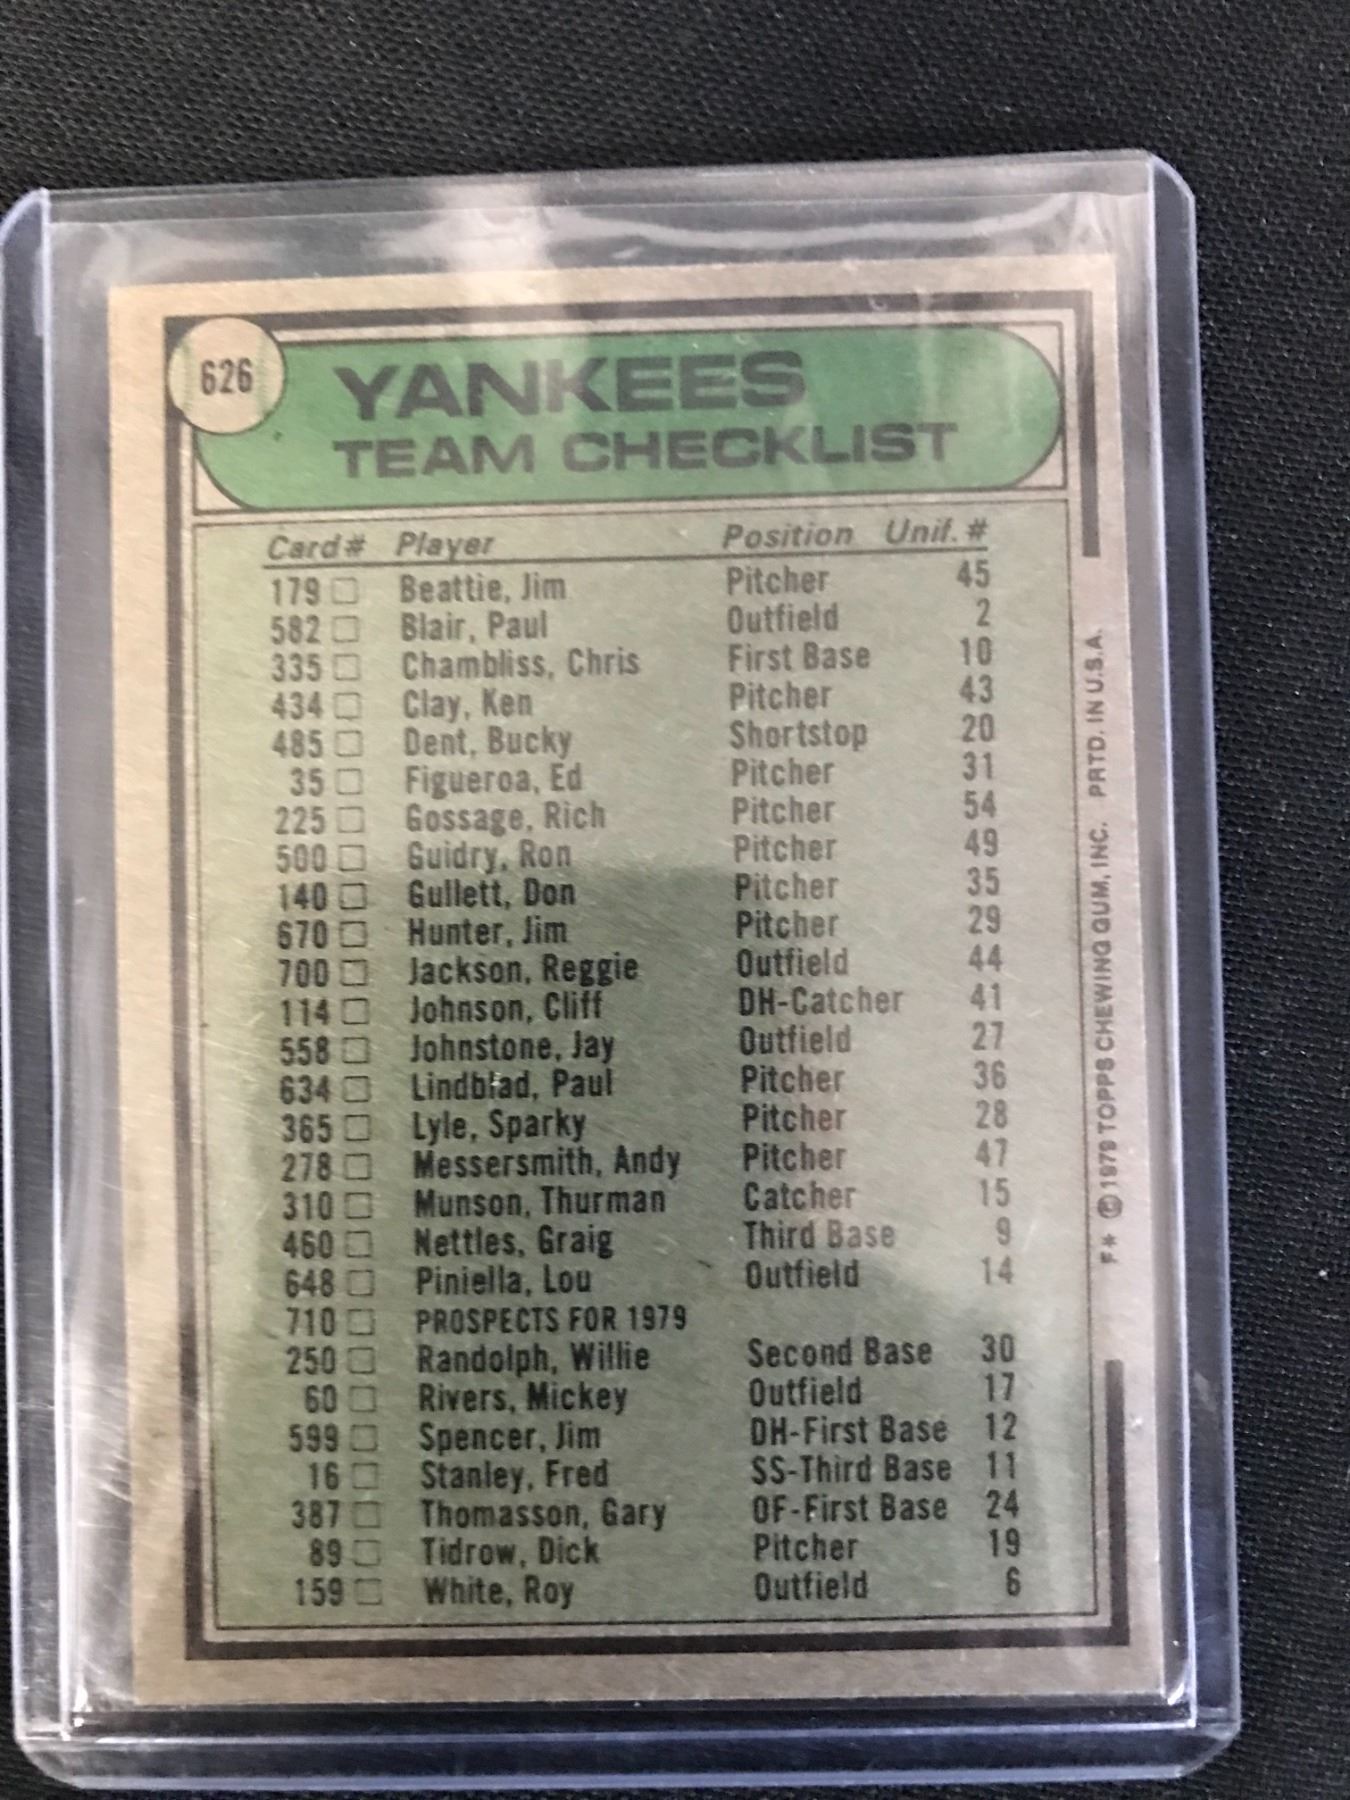 626
YANKEES
TEAM CHECKLIST
Card# Player Position Unif. #
179 Beattie, Jim Pitcher 45
582 Blair, Paul Outfield 2
335 Chambliss, Chris First Base 10
434 Clay, Ken Pitcher 43
485 Dent, Bucky Shortstop 20
35 Figueroa, Ed Pitcher 31
225 Gossage, Rich Pitcher 54
500 Guidry, Ron Pitcher 49
140 Gullett, Don Pitcher 35
670 Hunter, Jim Pitcher 29
700 Jackson, Reggie Outfield 44
114 Johnson, Cliff DH-Catcher 41
558 Johnstone, Jay Outfield 27
634 Lindblad, Paul Pitcher 36
365 Lyle, Sparky Pitcher 28
278 Messersmith, Andy Pitcher 47
310 Munson, Thurman Catcher 15
460 Nettles, Graig Third Base 9
648 Piniella, Lou Outfield 14
710 PROSPECTS FOR 1979
250 Randolph, Willie Second Base 30
60 Rivers, Mickey Outfield 17
599 Spencer, Jim DH-First Base 12
16 Stanley, Fred SS-Third Base 11
387 Thomasson, Gary OF-First Base 24
89 Tidrow, Dick Pitcher 19
159 White, Roy Outfield 6
F* © 1979 TOPPS CHEWING GUM, INC. PRTD. IN U.S.A.